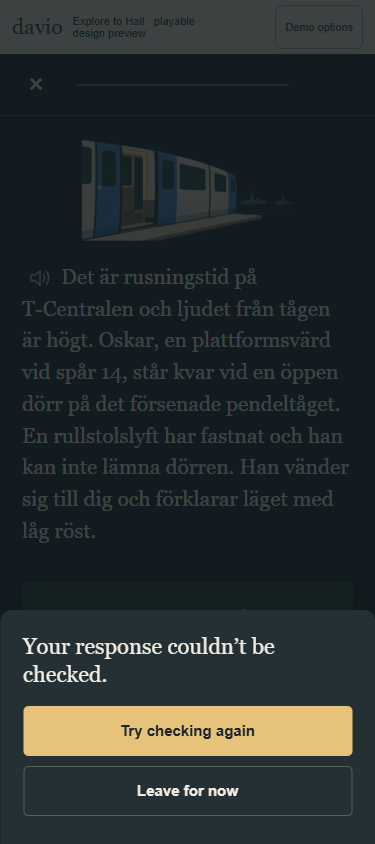 davio
Explore to Hall · playable
design preview
Demo options
×
Det är rusningstid på
T-Centralen och ljudet från tågen
är högt. Oskar, en plattformsvärd
vid spår 14, står kvar vid en öppen
dörr på det försenade pendeltåget.
En rullstolslyft har fastnat och han
kan inte lämna dörren. Han vänder
sig till dig och förklarar läget med
låg röst.
Your response couldn’t be
checked.
Try checking again
Leave for now